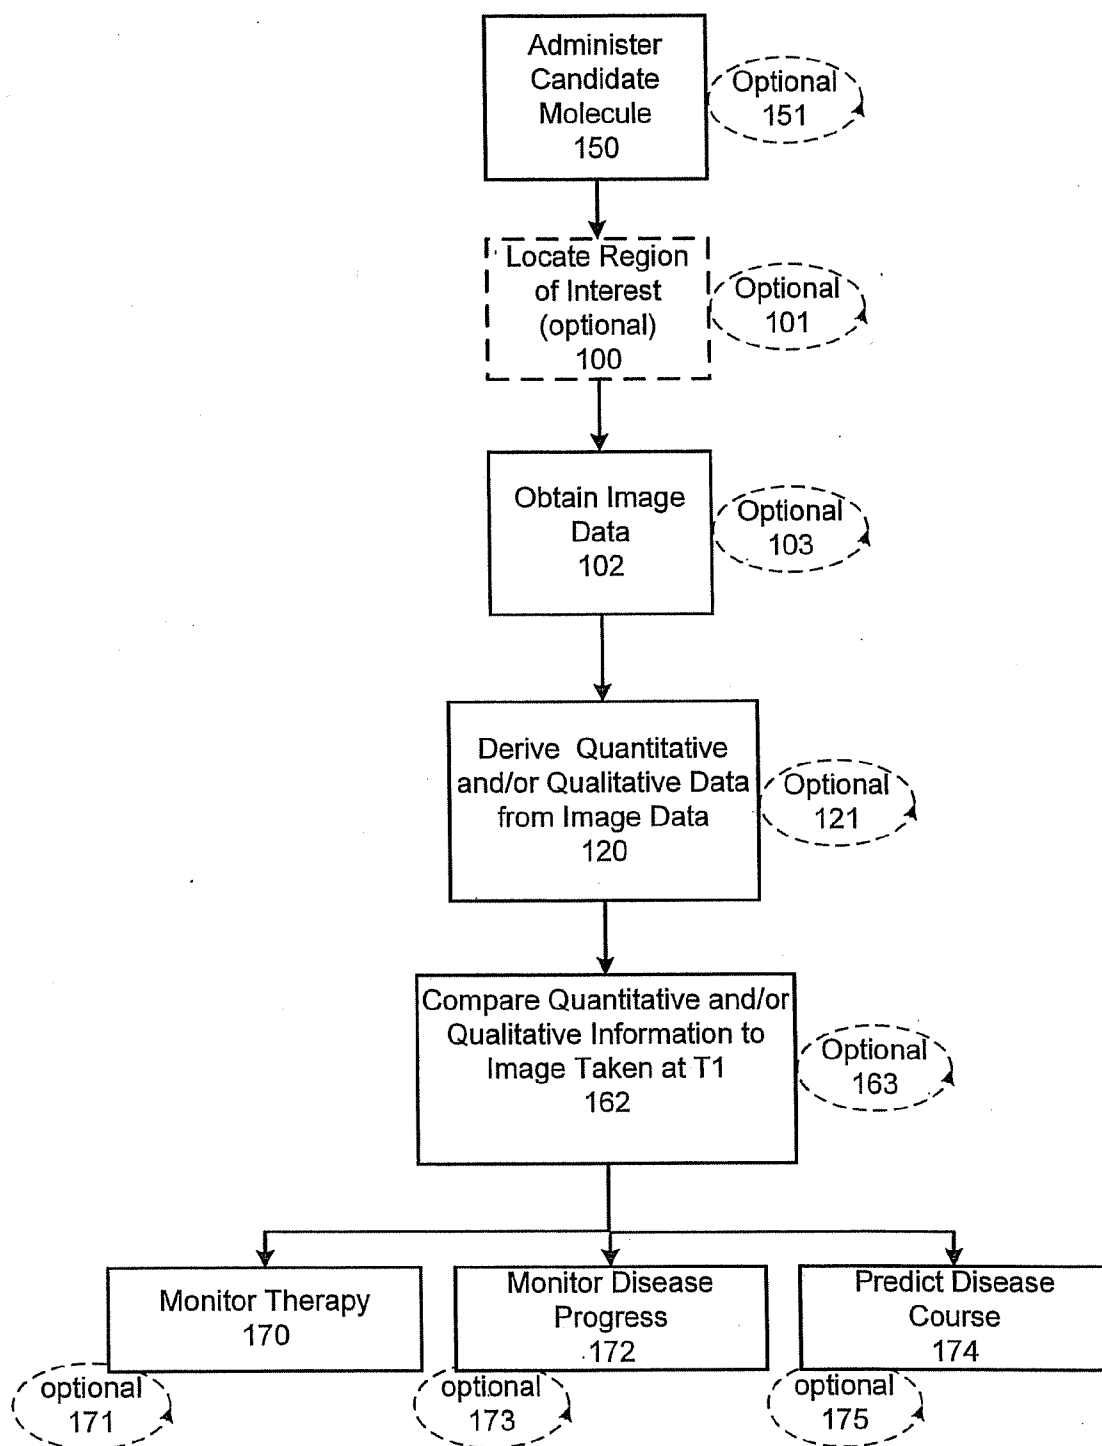 Administer
Candidate
Molecule
150
Optional
151
Locate Region
of Interest
(optional)
100
Optional
101
Obtain Image
Data
102
Optional
103
Derive Quantitative
and/or Qualitative Data
from Image Data
120
Optional
121
Compare Quantitative and/or
Qualitative Information to
Image Taken at T1
162
Optional
163
Monitor Therapy
170
optional
171
Monitor Disease
Progress
172
optional
173
Predict Disease
Course
174
optional
175